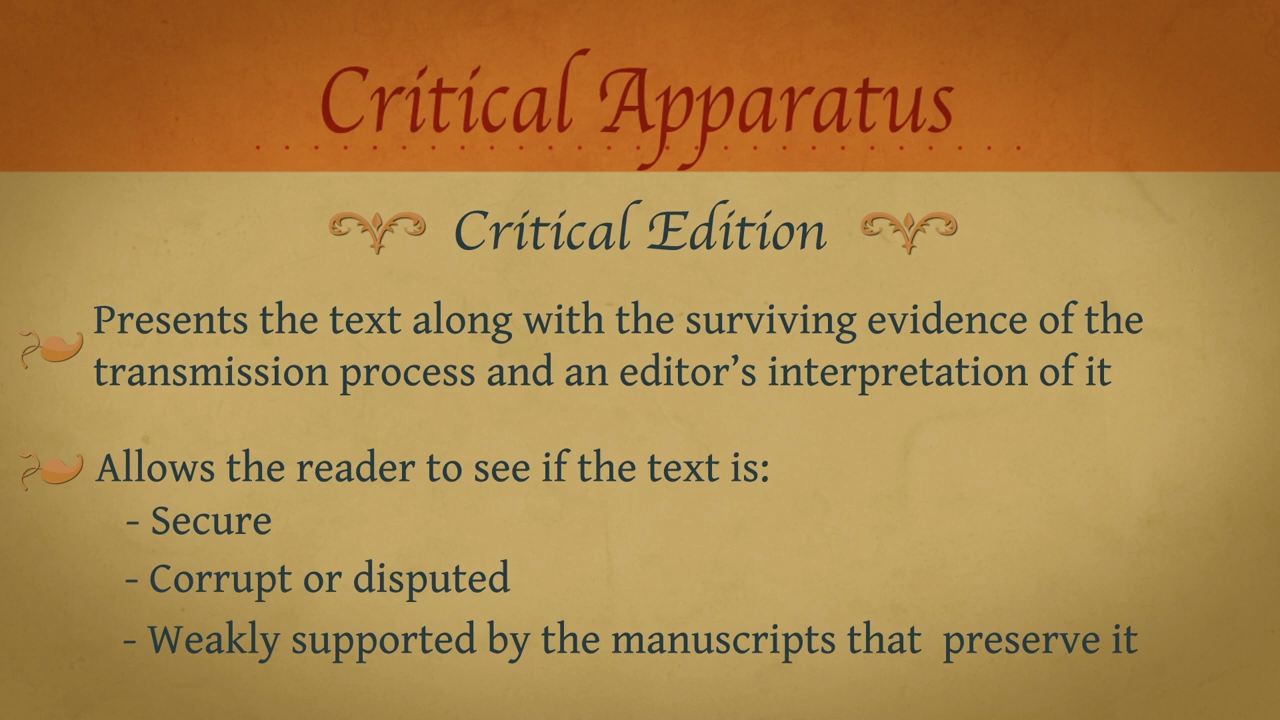 Critical Apparatus
Critical Edition
Presents the text along with the surviving evidence of the
transmission process and an editor’s interpretation of it
Allows the reader to see if the text is:
- Secure
- Corrupt or disputed
- Weakly supported by the manuscripts that  preserve it